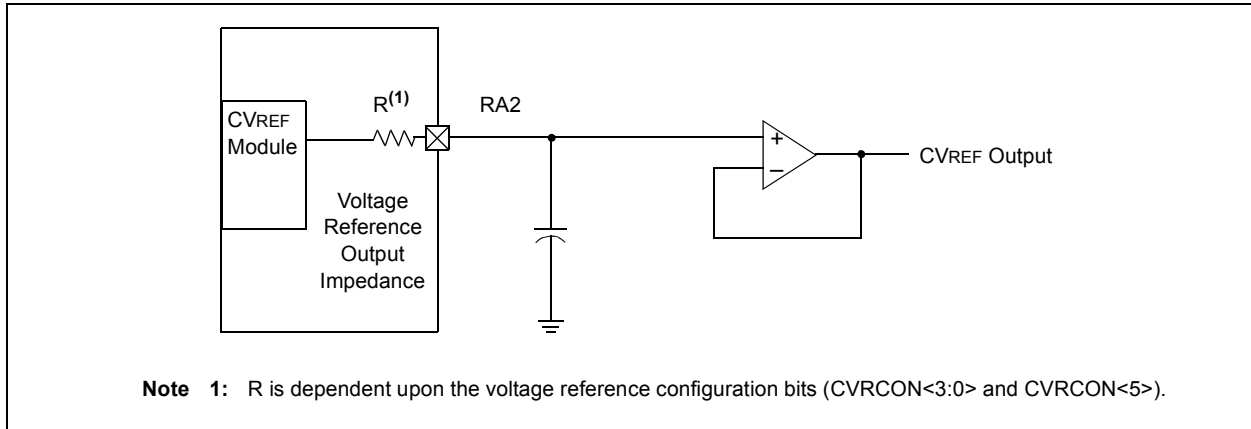 R(1)
RA2
CVREF
Module
+
–
CVREF Output
Voltage
Reference
Output
Impedance
Note 1: R is dependent upon the voltage reference configuration bits (CVRCON<3:0> and CVRCON<5>).